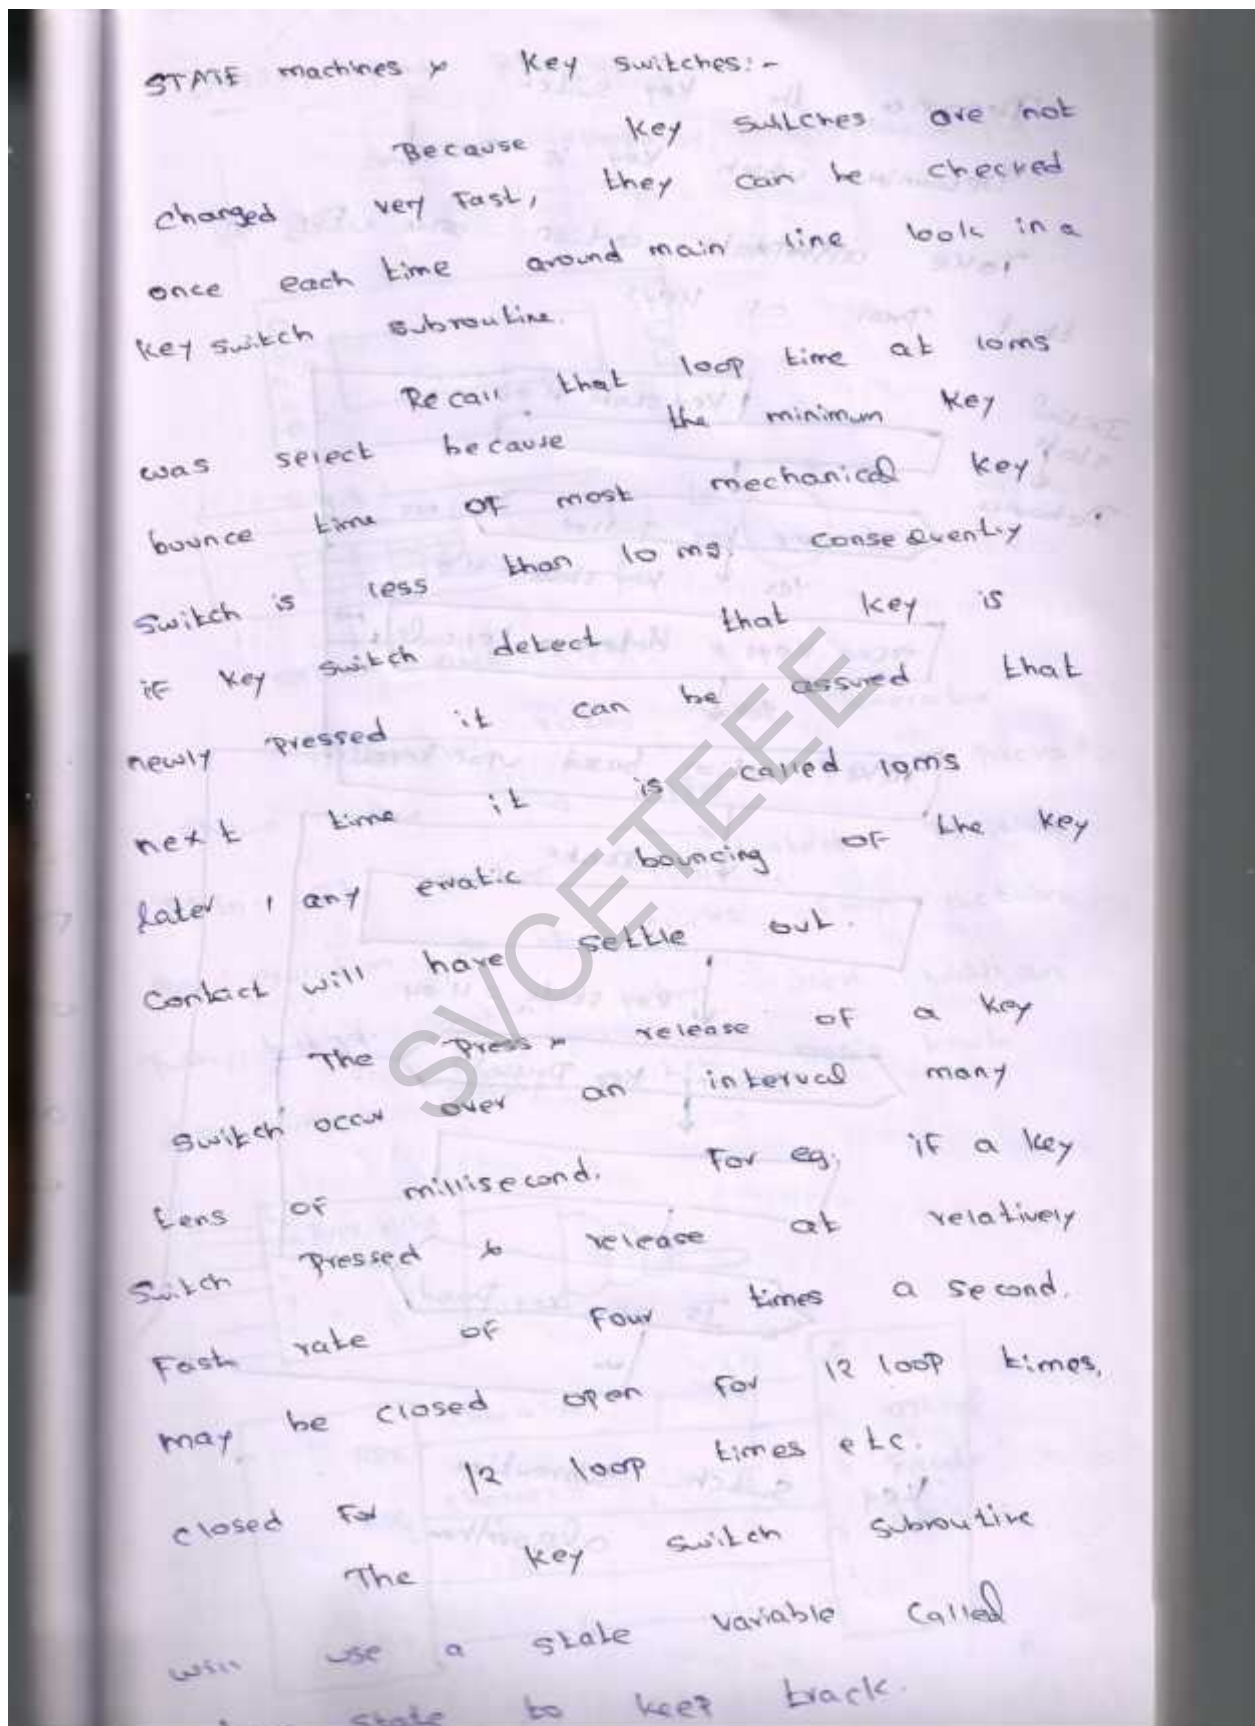 STATE machines & Key switches:-
Because Key switches are not
changed very Fast, they can be checked
once each time around main line look in a
Key switch subroutine.
Recall that loop time at 10ms
was select because the minimum Key
bounce time OF most mechanical Key
Switch is less than 10 ms. Consequently
if Key Switch detect that Key is
newly Pressed it can be assured that
next time it is called 10ms
later, any erratic bouncing OF the Key
Contact will have settle out.
The Press & release OF a Key
Switch occur over an interval many
tens OF millisecond. For eg. if a Key
Switch Pressed & release at relatively
Fast rate OF Four times a second.
may be closed open For 12 loop times,
closed For 12 loop times etc.
The Key Switch Subroutine
will use a state variable Called
state to keep track.
SVCETEEE